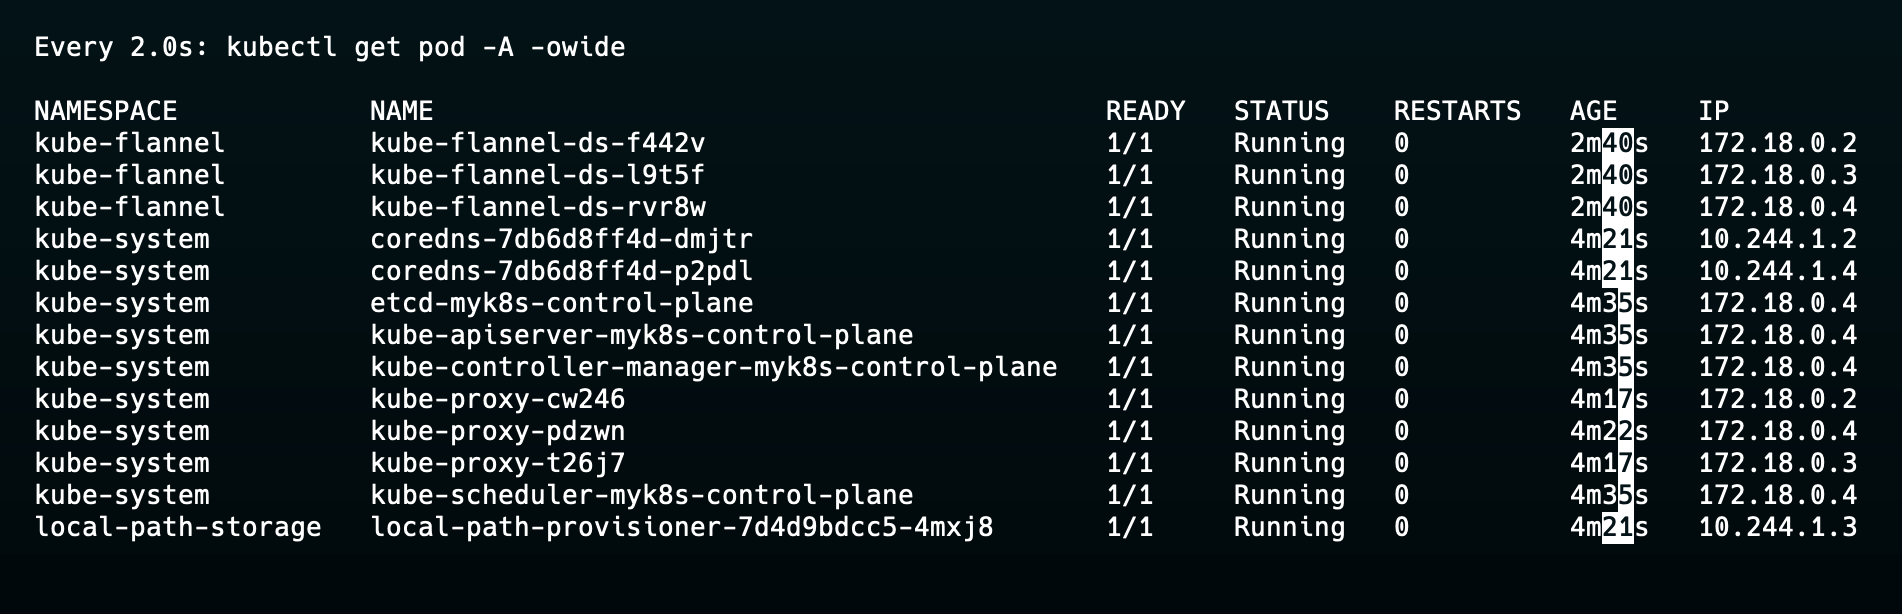 Every 2.0s: kubectl get pod -A -owide
NAMESPACE NAME READY STATUS RESTARTS AGE IP
kube-flannel kube-flannel-ds-f442v 1/1 Running 0 2m40s 172.18.0.2
kube-flannel kube-flannel-ds-l9t5f 1/1 Running 0 2m40s 172.18.0.3
kube-flannel kube-flannel-ds-rvr8w 1/1 Running 0 2m40s 172.18.0.4
kube-system coredns-7db6d8ff4d-dmjtr 1/1 Running 0 4m21s 10.244.1.2
kube-system coredns-7db6d8ff4d-p2pdl 1/1 Running 0 4m21s 10.244.1.4
kube-system etcd-myk8s-control-plane 1/1 Running 0 4m35s 172.18.0.4
kube-system kube-apiserver-myk8s-control-plane 1/1 Running 0 4m35s 172.18.0.4
kube-system kube-controller-manager-myk8s-control-plane 1/1 Running 0 4m35s 172.18.0.4
kube-system kube-proxy-cw246 1/1 Running 0 4m17s 172.18.0.2
kube-system kube-proxy-pdzwn 1/1 Running 0 4m22s 172.18.0.4
kube-system kube-proxy-t26j7 1/1 Running 0 4m17s 172.18.0.3
kube-system kube-scheduler-myk8s-control-plane 1/1 Running 0 4m35s 172.18.0.4
local-path-storage local-path-provisioner-7d4d9bdcc5-4mxj8 1/1 Running 0 4m21s 10.244.1.3